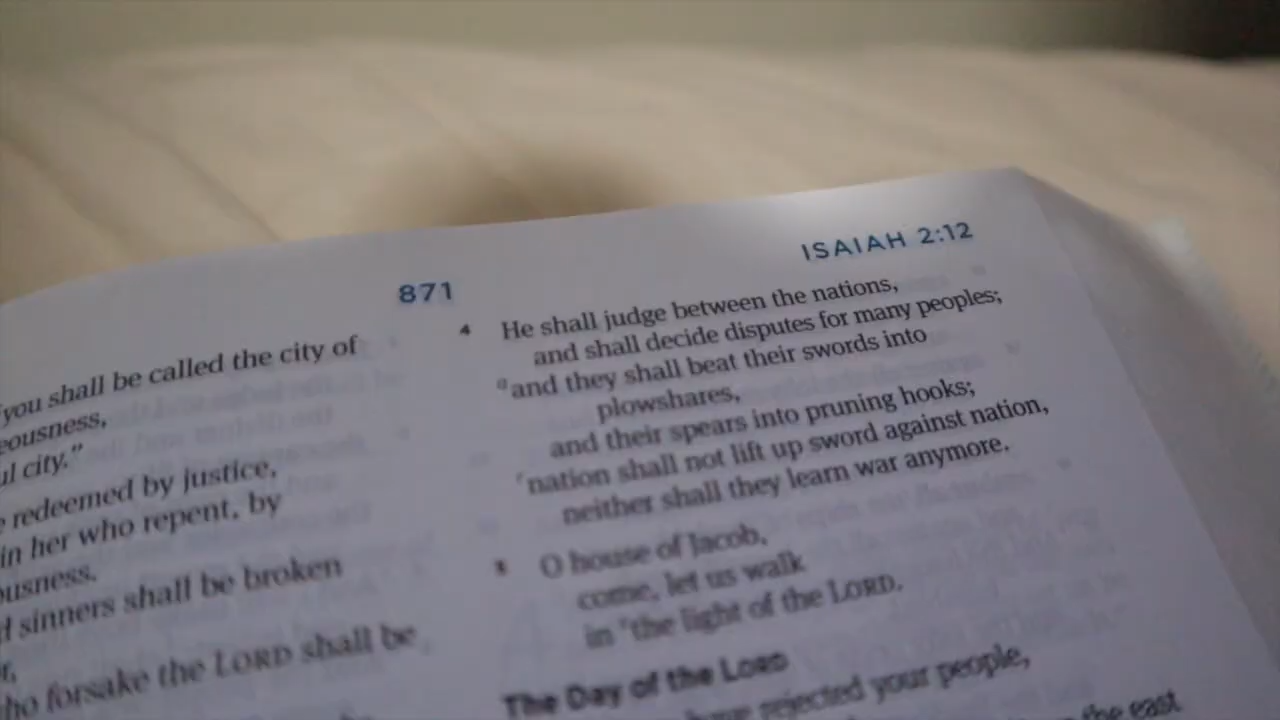 871
ISAIAH 2:12
you shall be called the city of
eousness,
ul city."
redeemed by justice,
in her who repent, by
ousness.
d sinners shall be broken
r,
ho forsake the LORD shall be
4 He shall judge between the nations,
and shall decide disputes for many peoples;
and they shall beat their swords into
plowshares,
and their spears into pruning hooks;
nation shall not lift up sword against nation,
neither shall they learn war anymore.
5 O house of Jacob,
come, let us walk
in the light of the LORD.
The Day of the LORD
have rejected your people,
the east